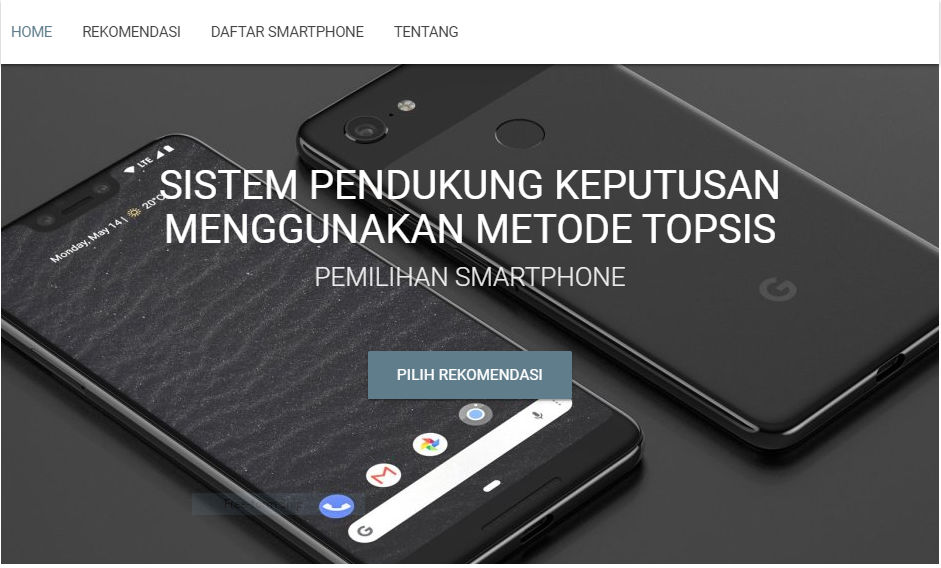 HOME REKOMENDASI DAFTAR SMARTPHONE TENTANG
LTE
Monday, May 14 | 20°C
SISTEM PENDUKUNG KEPUTUSAN
MENGGUNAKAN METODE TOPSIS
PEMILIHAN SMARTPHONE
G
PILIH REKOMENDASI
G